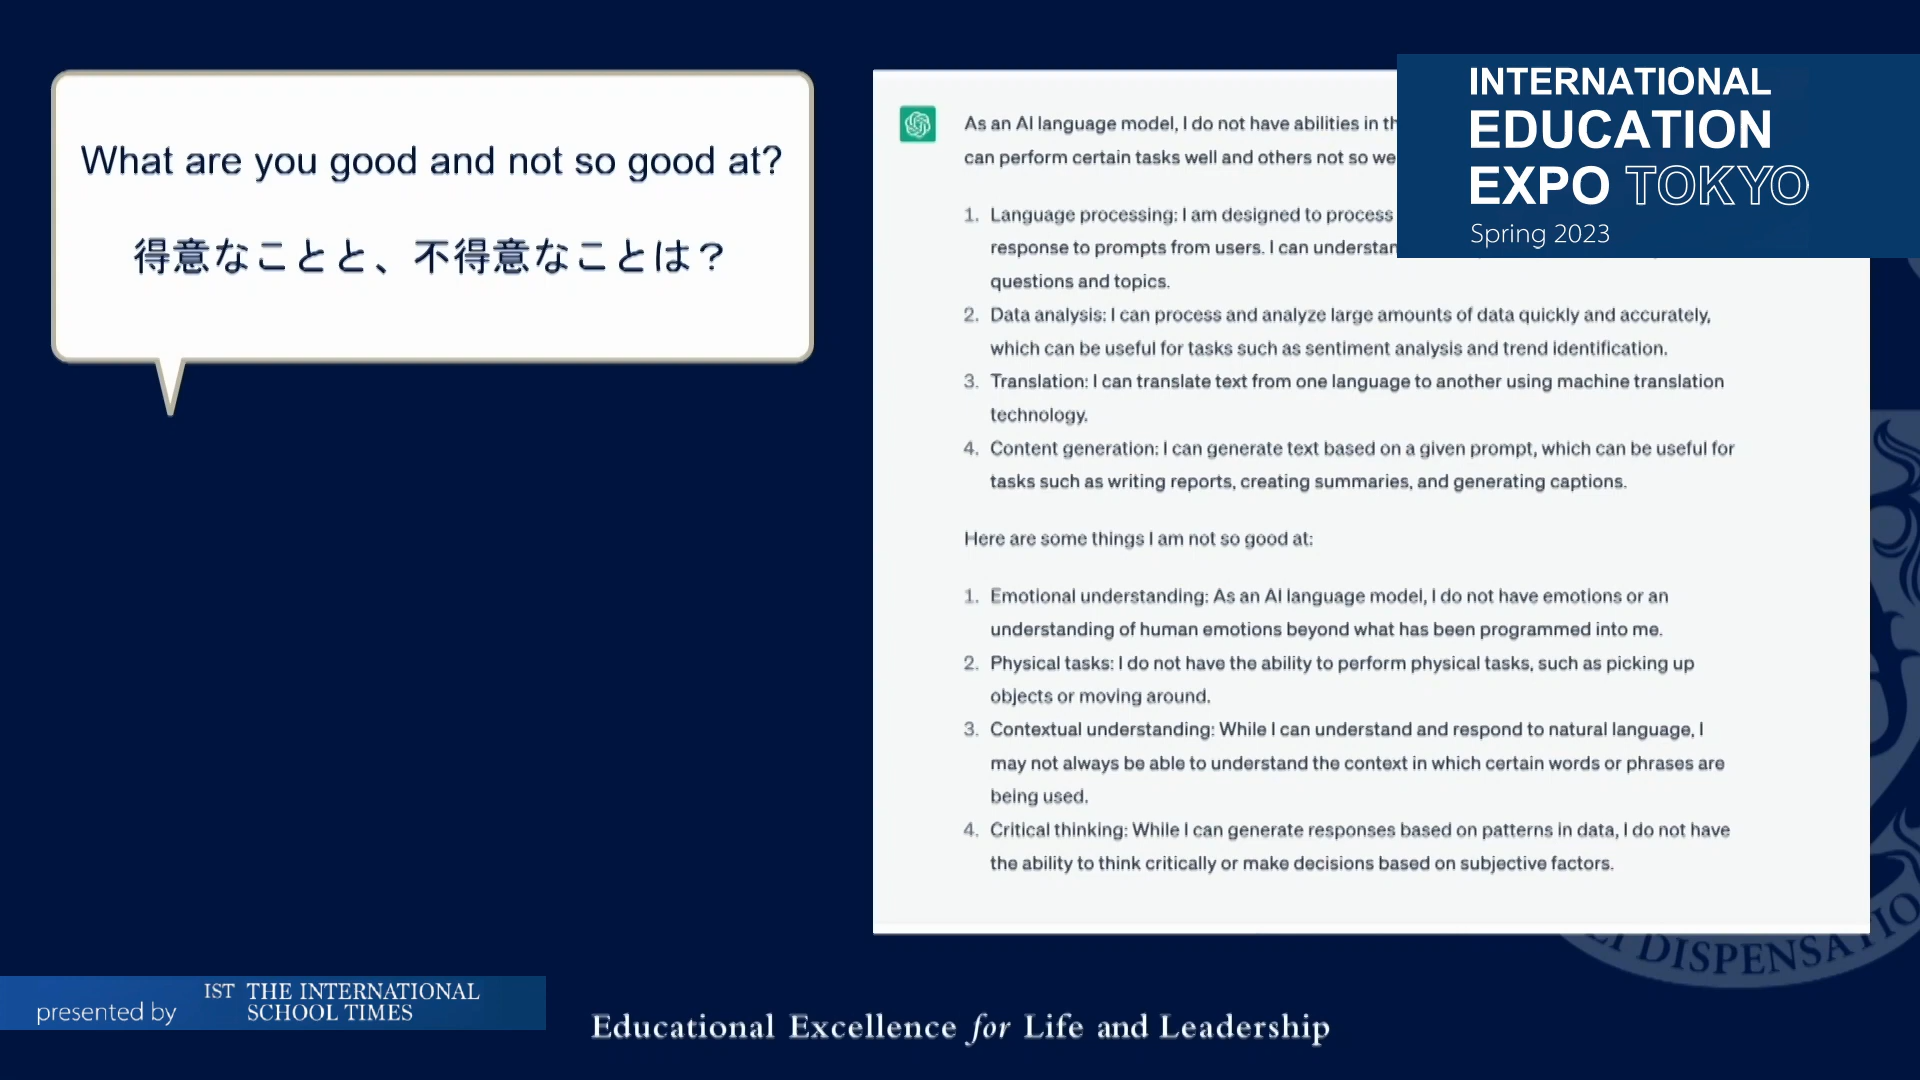 What are you good and not so good at?
得意なことと、不得意なことは？
As an AI language model, I do not have abilities in
can perform certain tasks well and others not so
1. Language processing: I am designed to process
response to prompts from users. I can
questions and topics.
2. Data analysis: I can process and analyze large amounts of data quickly and accurately,
which can be useful for tasks such as sentiment analysis and trend identification.
3. Translation: I can translate text from one language to another using machine translation
technology.
4. Content generation: I can generate text based on a given prompt, which can be useful for
tasks such as writing reports, creating summaries, and generating captions.
Here are some things I am not so good at:
1. Emotional understanding: As an AI language model, I do not have emotions or an
understanding of human emotions beyond what has been programmed into me.
2. Physical tasks: I do not have the ability to perform physical tasks, such as picking up
objects or moving around.
3. Contextual understanding: While I can understand and respond to natural language, I
may not always be able to understand the context in which certain words or phrases are
being used.
4. Critical thinking: While I can generate responses based on patterns in data, I do not have
the ability to think critically or make decisions based on subjective factors.
INTERNATIONAL
EDUCATION
EXPO TOKYO
Spring 2023
presented by
IST THE INTERNATIONAL
SCHOOL TIMES
Educational Excellence for Life and Leadership